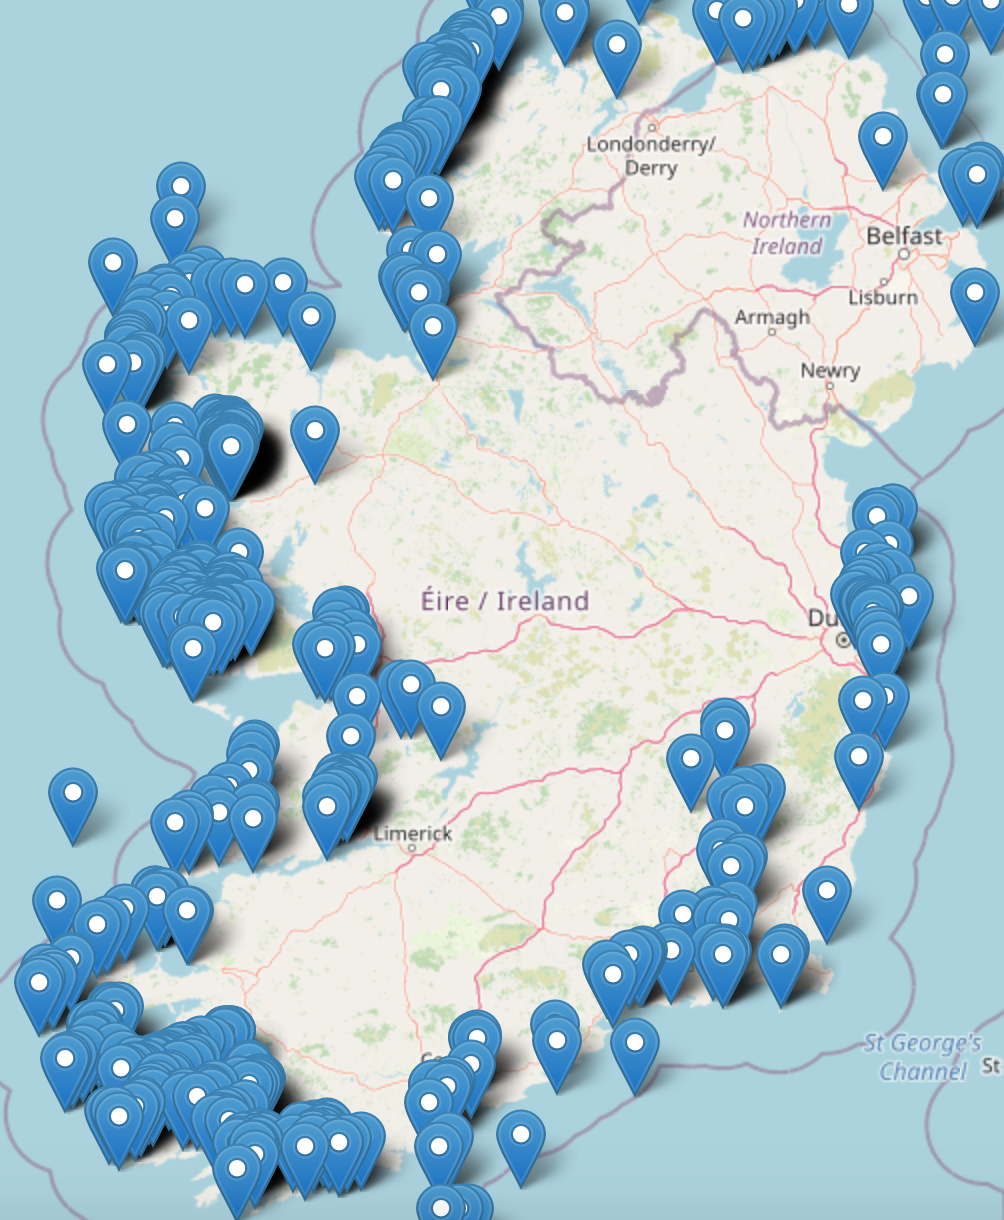 Londonderry/
Derry
Northern
Ireland
Belfast
Lisburn
Armagh
Newry
Éire / Ireland
Du
Limerick
St George's
Channel
St